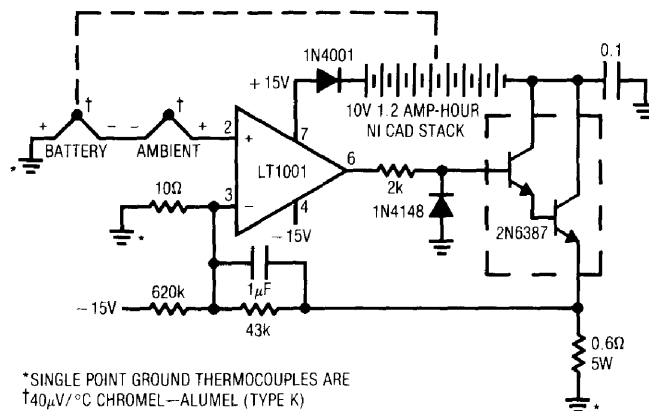 †
†
+ − − +
BATTERY AMBIENT
*
+15V
1N4001
10V 1.2 AMP-HOUR
NI CAD STACK
0.1
2
+
7
LT1001
6
3
−
4
−15V
10Ω
*
2k
1N4148
2N6387
1μF
−15V
620k
43k
0.6Ω
5W
*
*SINGLE POINT GROUND THERMOCOUPLES ARE
†40μV/°C CHROMEL—ALUMEL (TYPE K)